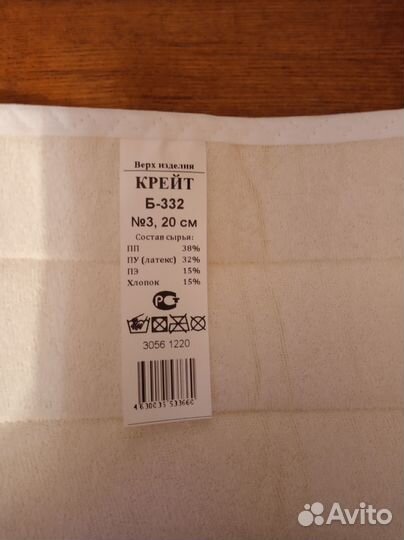 Верх изделия
КРЕЙТ
Б-332
№3, 20 см
Состав сырья:
ПП 38%
ПУ (латекс) 32%
ПЭ 15%
Хлопок 15%
РС
3056 1220
4 630035 533660
Avito